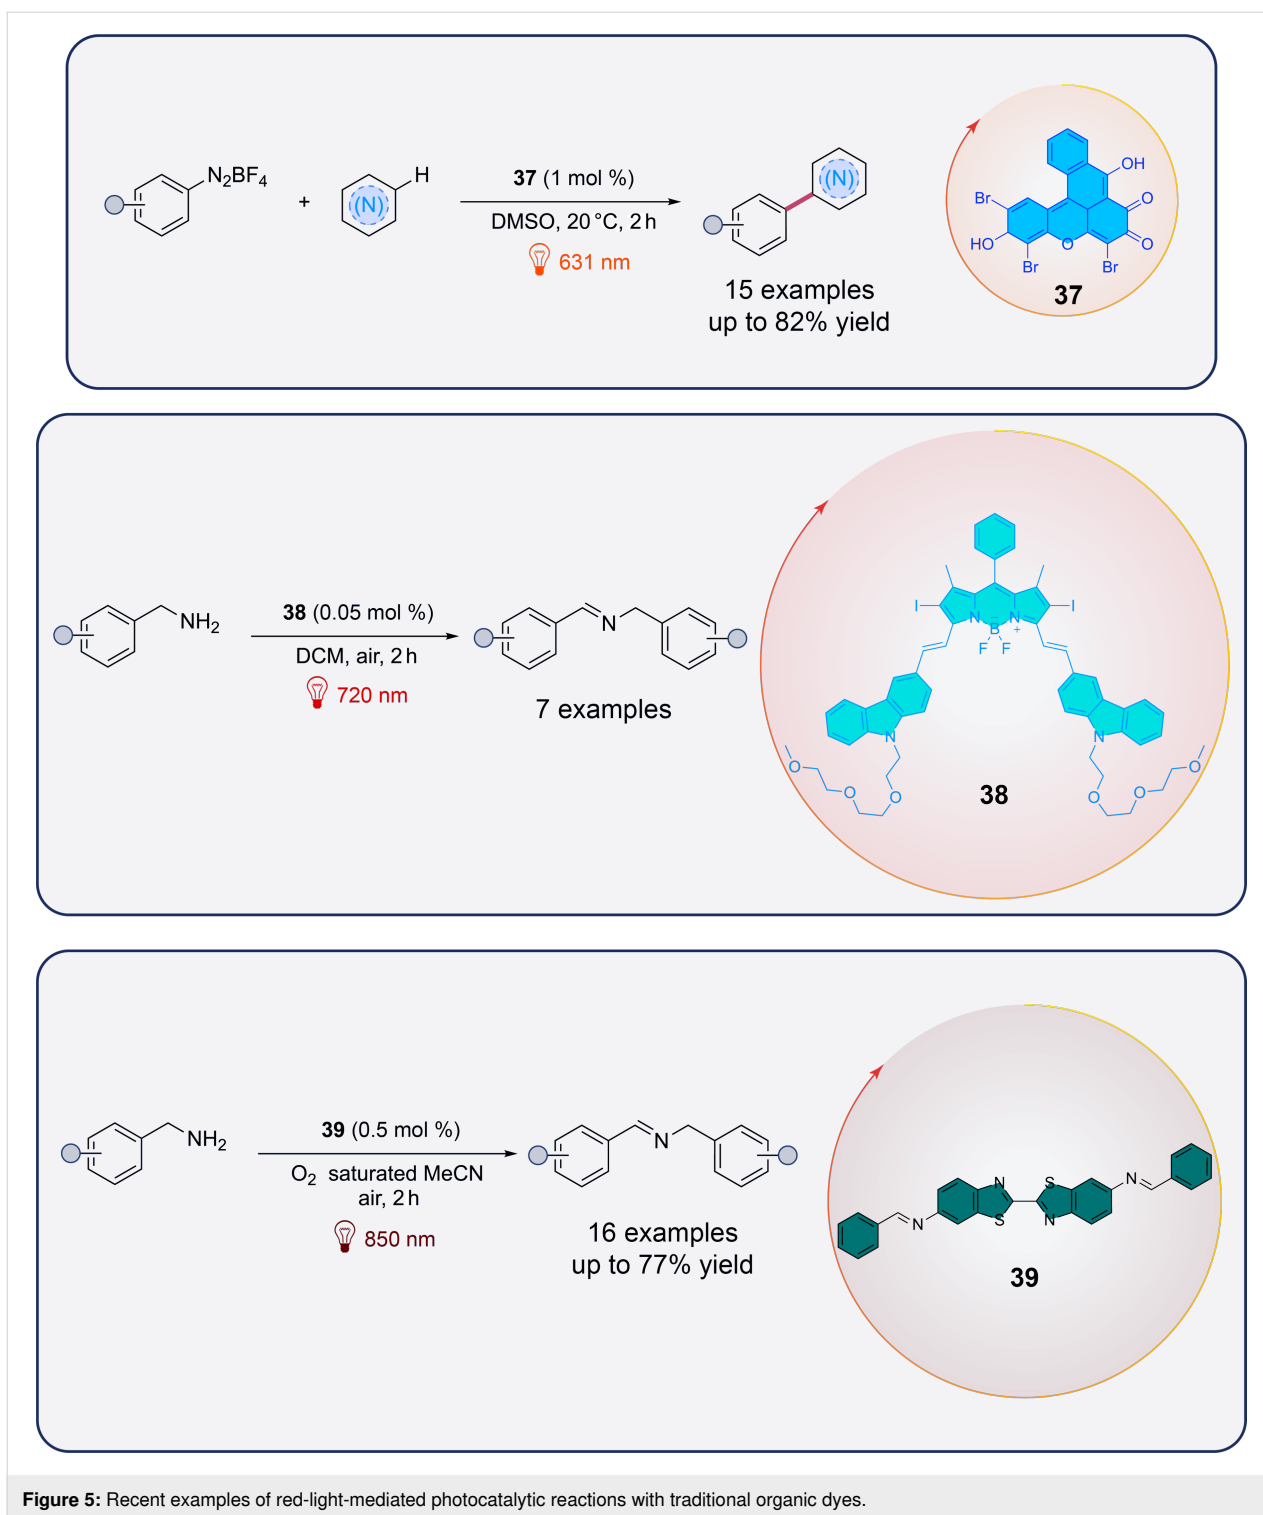 N2BF4
+
(N)
H
37 (1 mol %)
DMSO, 20 °C, 2 h
631 nm
(N)
15 examples
up to 82% yield
OH
Br
O
HO
O
O
Br
Br
37
NH2
38 (0.05 mol %)
DCM, air, 2 h
720 nm
N
7 examples
I
I
N
N
+
B
−
F
F
N
N
O
O
O
O
O
O
38
NH2
39 (0.5 mol %)
O2 saturated MeCN
air, 2 h
850 nm
N
16 examples
up to 77% yield
N
S
N
S
N
N
39
Figure 5: Recent examples of red-light-mediated photocatalytic reactions with traditional organic dyes.